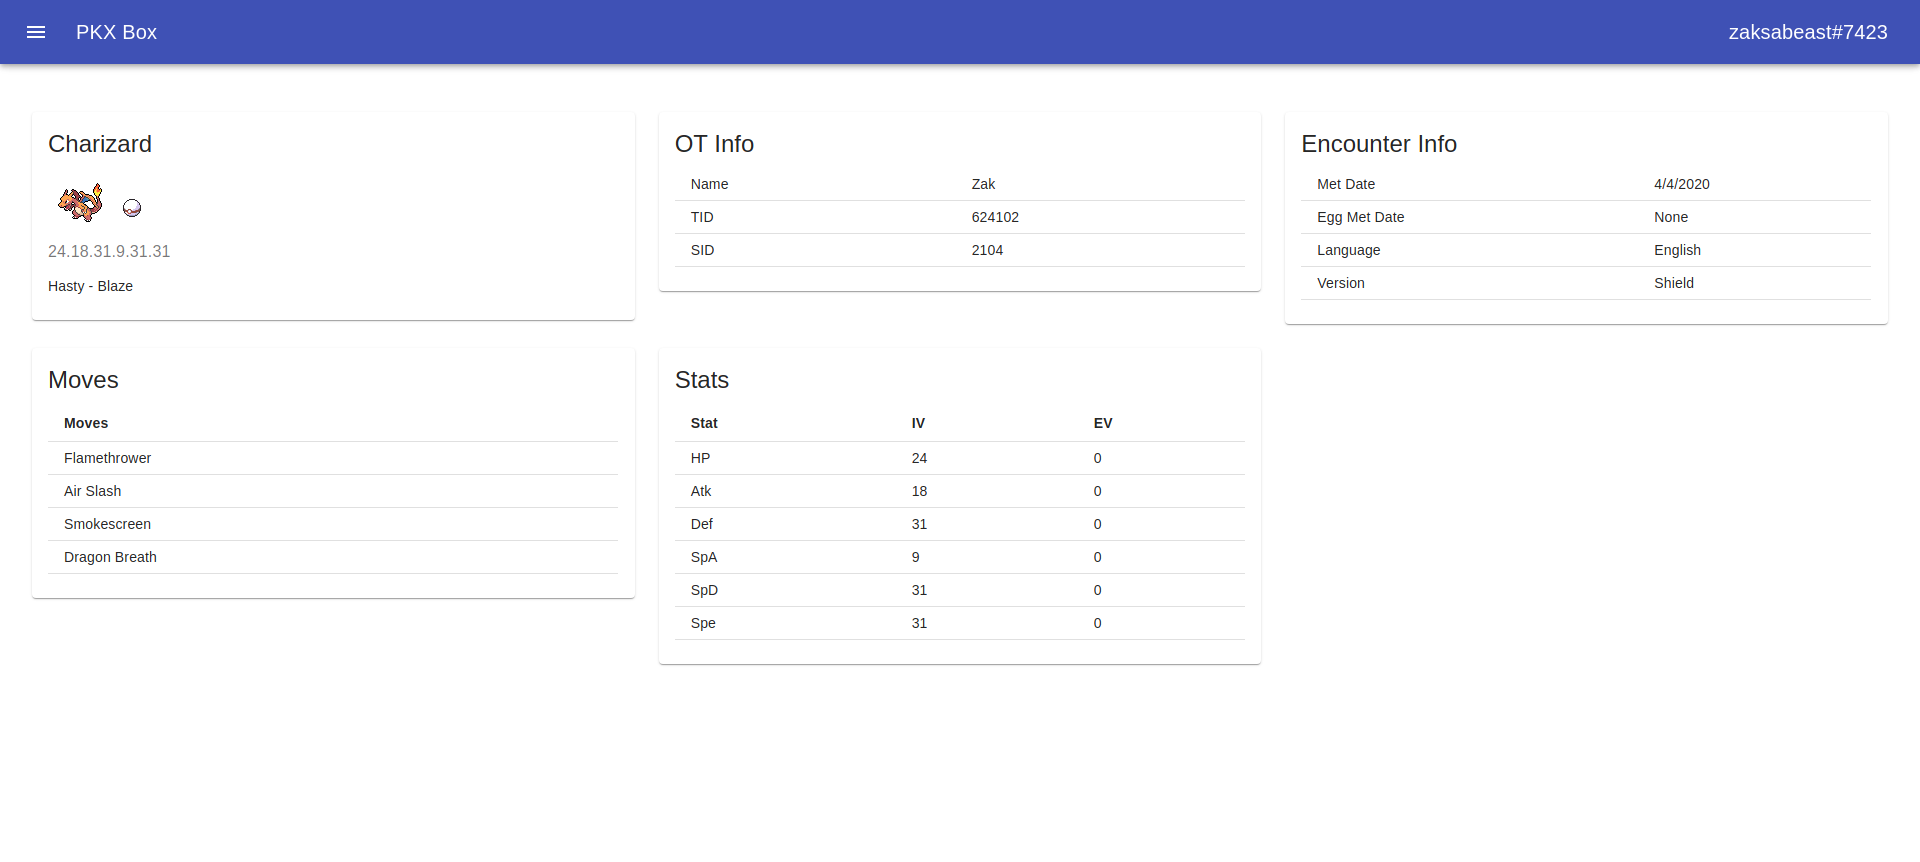 PKX Box
zaksabeast#7423
Charizard
24.18.31.9.31.31
Hasty - Blaze
OT Info
Name Zak
TID 624102
SID 2104
Encounter Info
Met Date 4/4/2020
Egg Met Date None
Language English
Version Shield
Moves
Moves
Flamethrower
Air Slash
Smokescreen
Dragon Breath
Stats
Stat IV EV
HP 24 0
Atk 18 0
Def 31 0
SpA 9 0
SpD 31 0
Spe 31 0